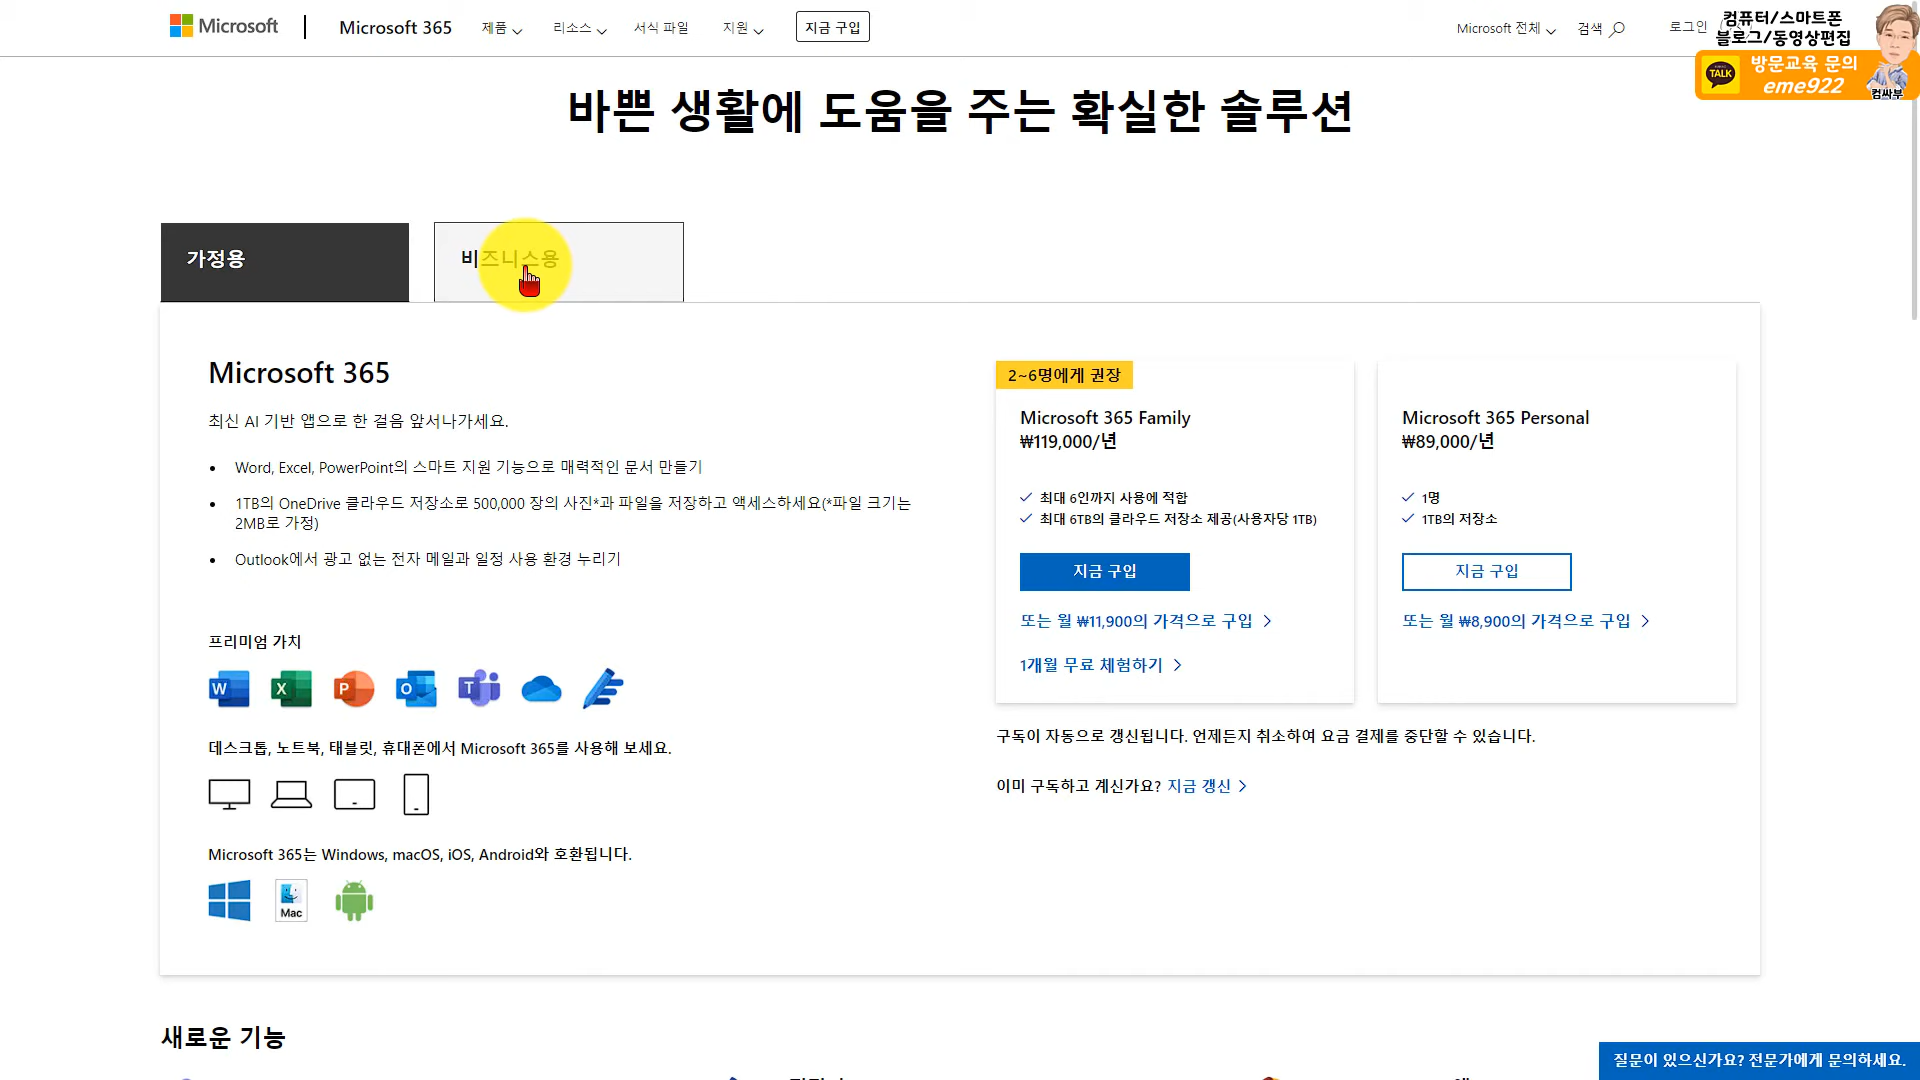 Microsoft
Microsoft 365
제품
리소스
서식 파일
지원
지금 구입
Microsoft 전체
검색
로그인
컴퓨터/스마트폰
블로그/동영상편집
TALK
방문교육 문의
eme922
컴싸부
바쁜 생활에 도움을 주는 확실한 솔루션
가정용
비즈니스용
Microsoft 365
최신 AI 기반 앱으로 한 걸음 앞서나가세요.
Word, Excel, PowerPoint의 스마트 지원 기능으로 매력적인 문서 만들기
1TB의 OneDrive 클라우드 저장소로 500,000 장의 사진*과 파일을 저장하고 액세스하세요(*파일 크기는
2MB로 가정)
Outlook에서 광고 없는 전자 메일과 일정 사용 환경 누리기
프리미엄 가치
W
X
P
O
T
데스크톱, 노트북, 태블릿, 휴대폰에서 Microsoft 365를 사용해 보세요.
Microsoft 365는 Windows, macOS, iOS, Android와 호환됩니다.
Mac
2~6명에게 권장
Microsoft 365 Family
₩119,000/년
최대 6인까지 사용에 적합
최대 6TB의 클라우드 저장소 제공(사용자당 1TB)
지금 구입
또는 월 ₩11,900의 가격으로 구입
1개월 무료 체험하기
Microsoft 365 Personal
₩89,000/년
1명
1TB의 저장소
지금 구입
또는 월 ₩8,900의 가격으로 구입
구독이 자동으로 갱신됩니다. 언제든지 취소하여 요금 결제를 중단할 수 있습니다.
이미 구독하고 계신가요? 지금 갱신
새로운 기능
질문이 있으신가요? 전문가에게 문의하세요.